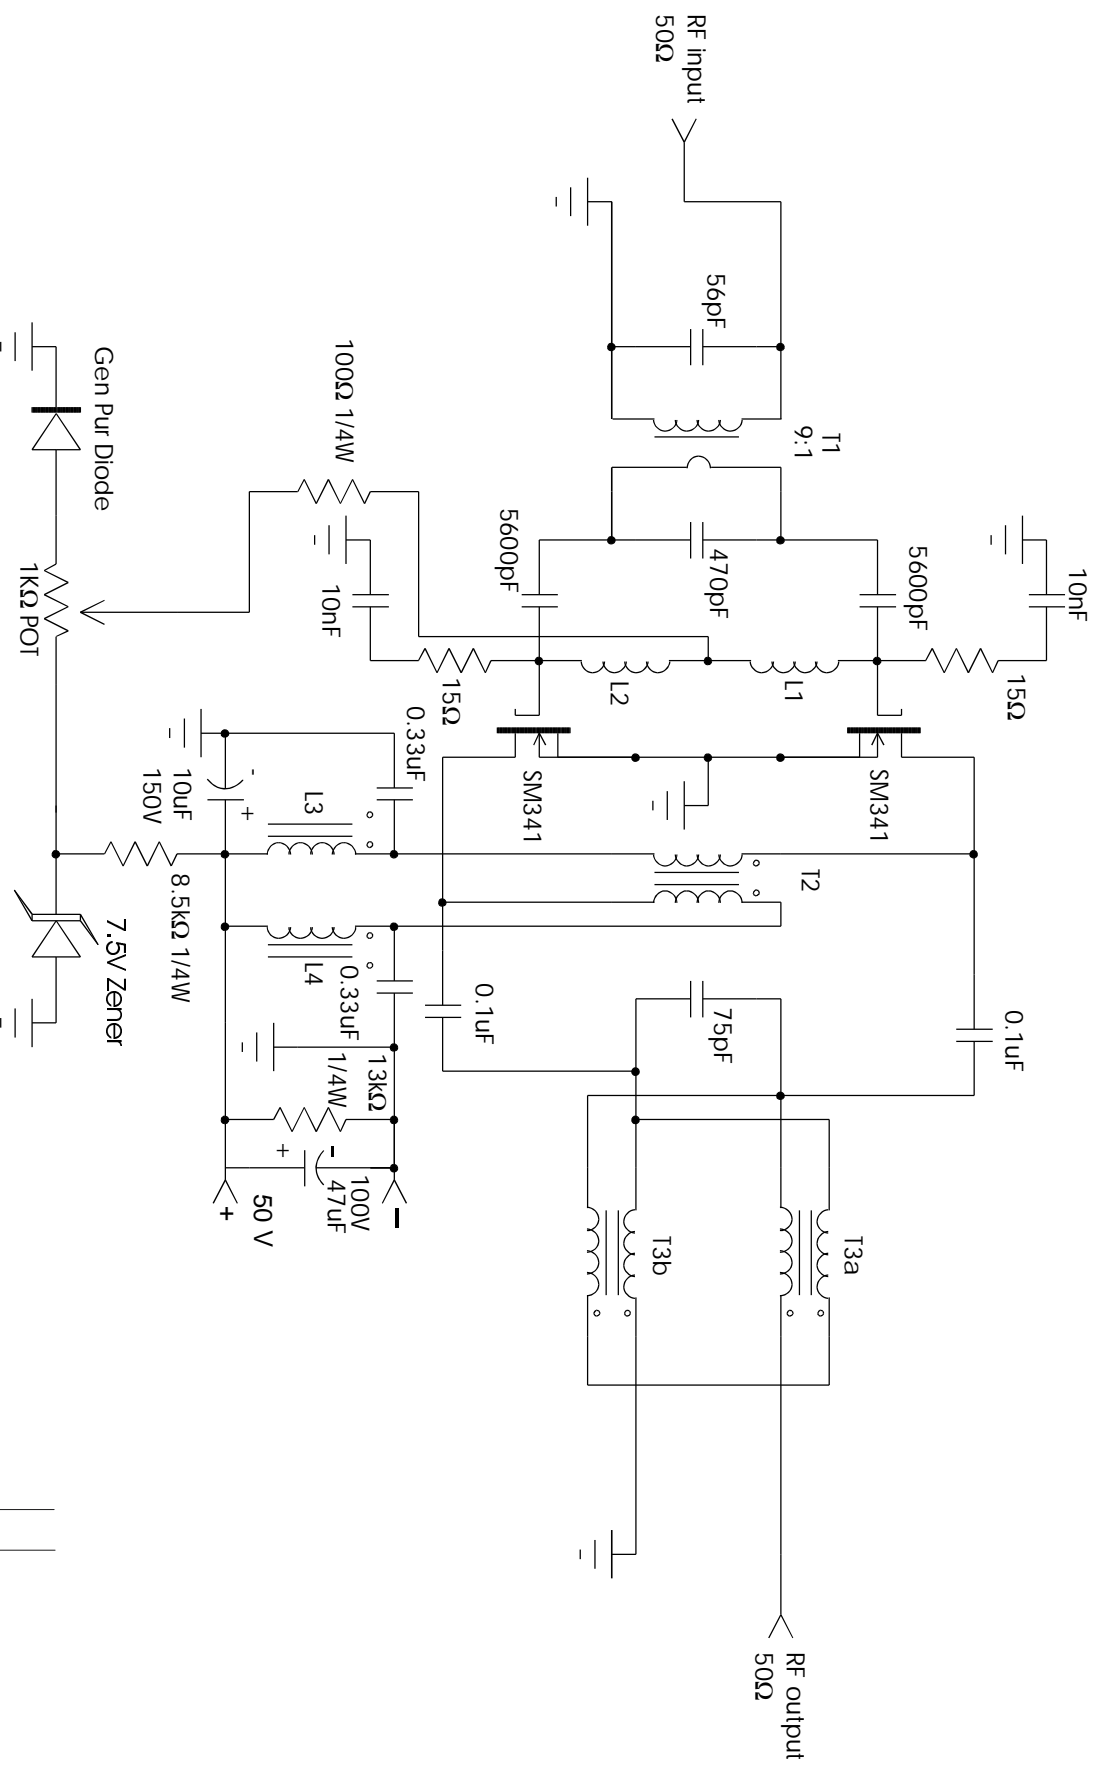 RF input
50Ω
56pF
T1
9:1
470pF
5600pF
5600pF
10nF
15Ω
L1
L2
10nF
15Ω
100Ω 1/4W
SM341
SM341
T2
0.33uF
L3
-
+
10uF
150V
L4
0.33uF
8.5kΩ 1/4W
Gen Pur Diode
1KΩ POT
7.5V Zener
0.1uF
0.1uF
75pF
13kΩ
1/4W
100V
47uF
-
+
50 V
-
+
T3a
T3b
RF output
50Ω